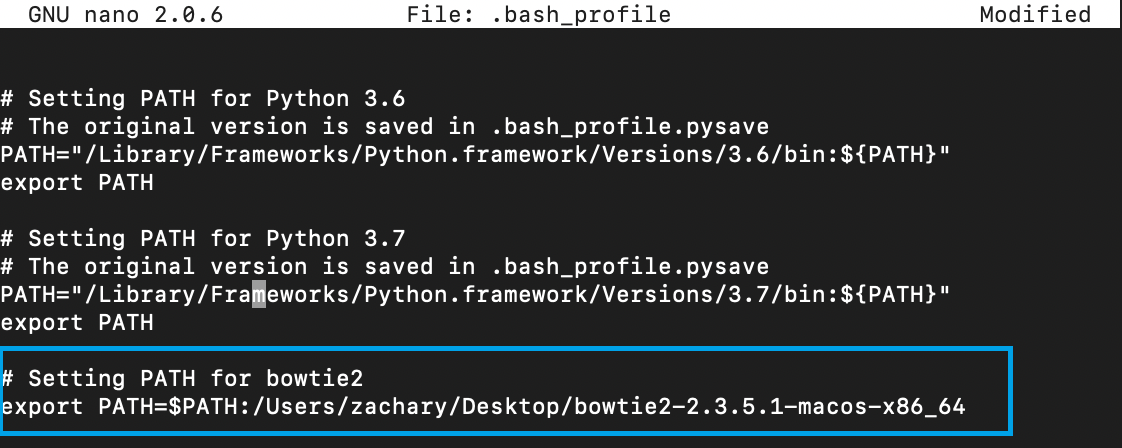 GNU nano 2.0.6 File: .bash_profile Modified
# Setting PATH for Python 3.6
# The original version is saved in .bash_profile.pysave
PATH="/Library/Frameworks/Python.framework/Versions/3.6/bin:${PATH}"
export PATH
# Setting PATH for Python 3.7
# The original version is saved in .bash_profile.pysave
PATH="/Library/Frameworks/Python.framework/Versions/3.7/bin:${PATH}"
export PATH
# Setting PATH for bowtie2
export PATH=$PATH:/Users/zachary/Desktop/bowtie2-2.3.5.1-macos-x86_64